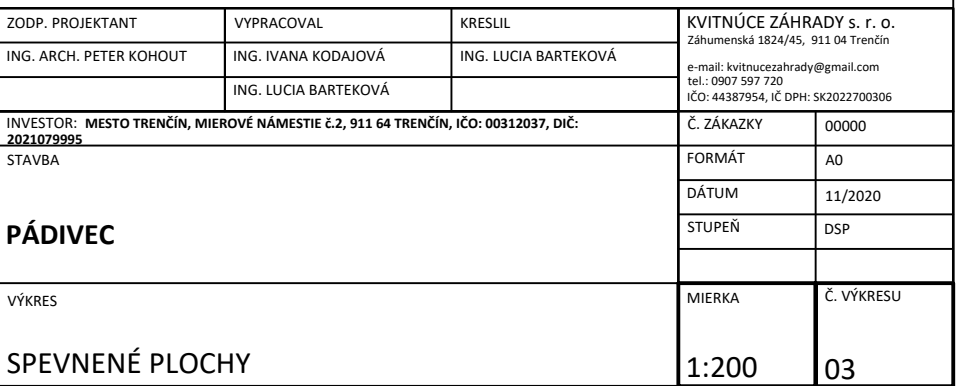 ZODP. PROJEKTANT
VYPRACOVAL
KRESLIL
KVITNÚCE ZÁHRADY s. r. o.
Záhumenská 1824/45, 911 04 Trenčín
ING. ARCH. PETER KOHOUT
ING. IVANA KODAJOVÁ
ING. LUCIA BARTEKOVÁ
e-mail: kvitnucezahrady@gmail.com
tel.: 0907 597 720
IČO: 44387954, IČ DPH: SK2022700306
ING. LUCIA BARTEKOVÁ
INVESTOR: MESTO TRENČÍN, MIEROVÉ NÁMESTIE č.2, 911 64 TRENČÍN, IČO: 00312037, DIČ:
2021079995
Č. ZÁKAZKY
00000
STAVBA
FORMÁT
A0
DÁTUM
11/2020
PÁDIVEC
STUPEŇ
DSP
VÝKRES
MIERKA
Č. VÝKRESU
SPEVNENÉ PLOCHY
1:200
03